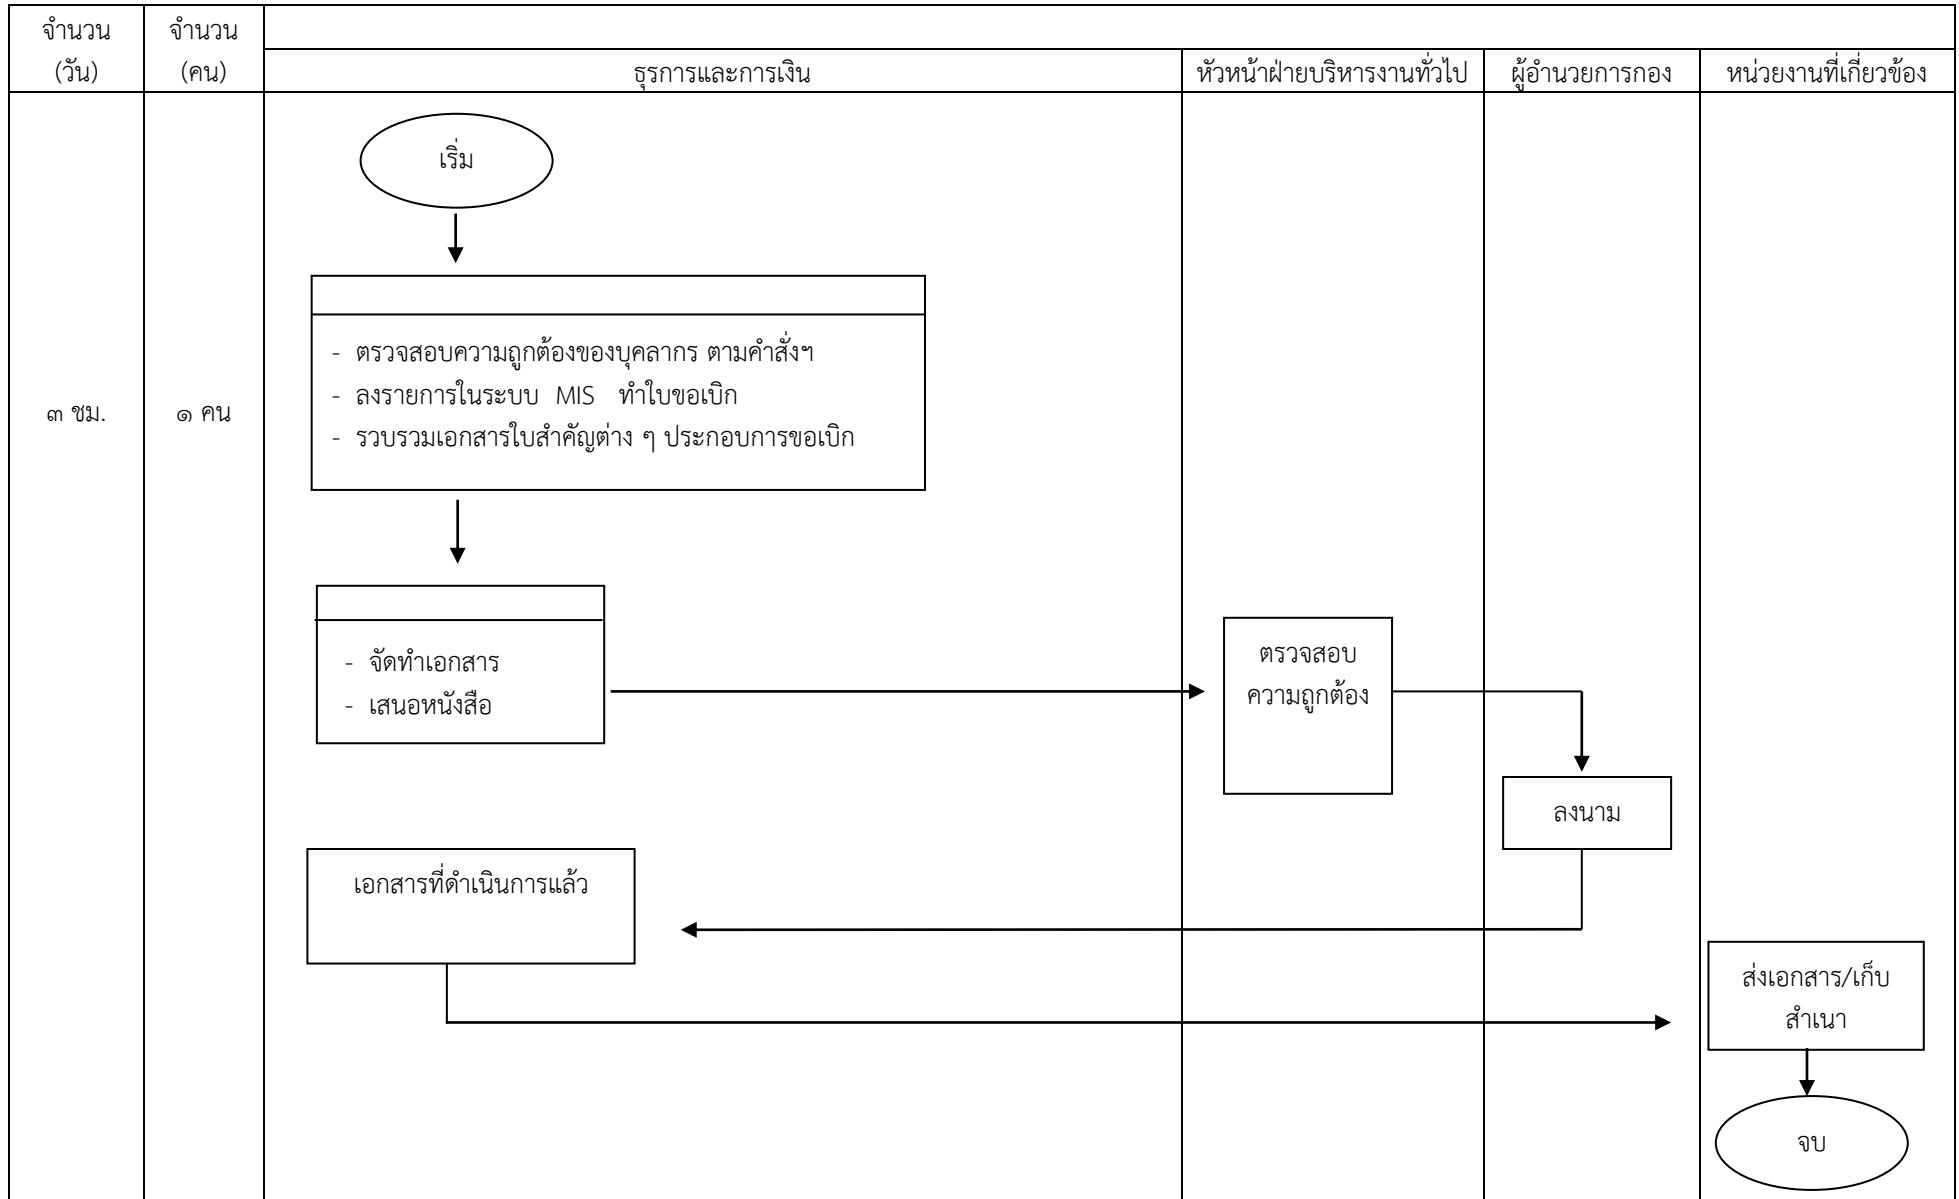 จำนวน
(วัน)
จำนวน
(คน)
ธุรการและการเงิน
หัวหน้าฝ่ายบริหารงานทั่วไป
ผู้อำนวยการกอง
หน่วยงานที่เกี่ยวข้อง
เริ่ม
- ตรวจสอบความถูกต้องของบุคลากร ตามคำสั่งฯ
- ลงรายการในระบบ MIS ทำใบขอเบิก
- รวบรวมเอกสารใบสำคัญต่าง ๆ ประกอบการขอเบิก
๓ ชม.
๑ คน
- จัดทำเอกสาร
- เสนอหนังสือ
ตรวจสอบ
ความถูกต้อง
ลงนาม
เอกสารที่ดำเนินการแล้ว
ส่งเอกสาร/เก็บ
สำเนา
จบ